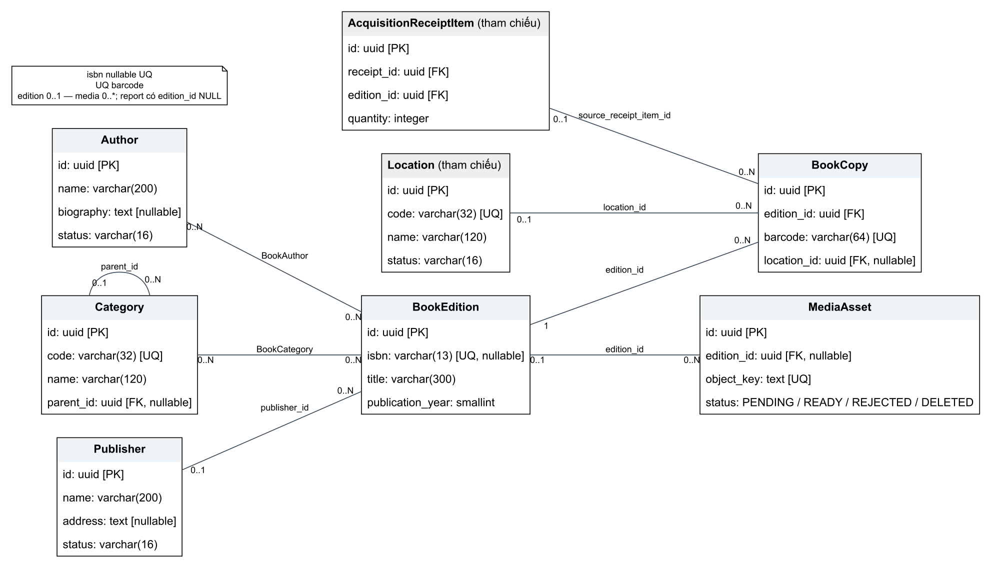 AcquisitionReceiptItem (tham chiếu)
id: uuid [PK]
receipt_id: uuid [FK]
edition_id: uuid [FK]
quantity: integer
isbn nullable UQ
UQ barcode
edition 0..1 — media 0..*; report có edition_id NULL
source_receipt_item_id
0..1
0..N
Author
id: uuid [PK]
name: varchar(200)
biography: text [nullable]
status: varchar(16)
Location (tham chiếu)
id: uuid [PK]
code: varchar(32) [UQ]
name: varchar(120)
status: varchar(16)
location_id
0..1
0..N
BookCopy
id: uuid [PK]
edition_id: uuid [FK]
barcode: varchar(64) [UQ]
location_id: uuid [FK, nullable]
0..N
BookAuthor
0..N
edition_id
0..N
1
parent_id
0..1
0..N
Category
id: uuid [PK]
code: varchar(32) [UQ]
name: varchar(120)
parent_id: uuid [FK, nullable]
BookCategory
0..N
0..N
BookEdition
id: uuid [PK]
isbn: varchar(13) [UQ, nullable]
title: varchar(300)
publication_year: smallint
edition_id
0..1
0..N
MediaAsset
id: uuid [PK]
edition_id: uuid [FK, nullable]
object_key: text [UQ]
status: PENDING / READY / REJECTED / DELETED
0..N
publisher_id
0..1
Publisher
id: uuid [PK]
name: varchar(200)
address: text [nullable]
status: varchar(16)